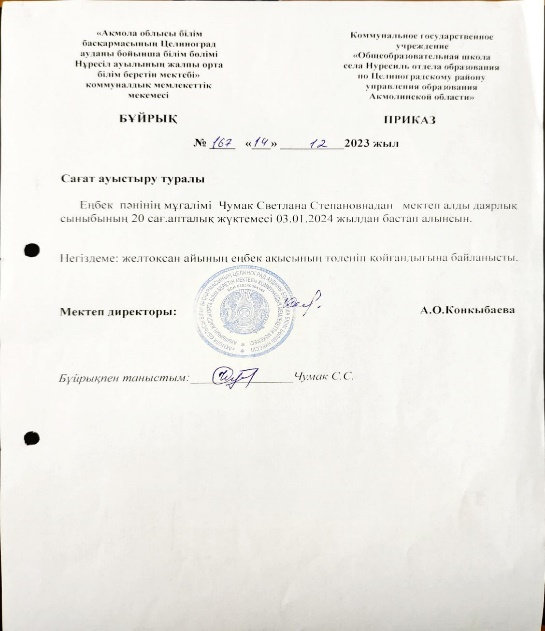 «Ақмола облысы білім
басқармасының Целиноград
ауданы бойынша білім бөлімі
Нүресіл ауылының жалпы орта
білім беретін мектебі»
коммуналдық мемлекеттік
мекемесі
БҰЙРЫҚ
Коммунальное государственное
учреждение
«Общеобразовательная школа
села Нуресиль отдела образования
по Целиноградскому району
управления образования
Акмолинской области»
ПРИКАЗ
№ 167 «14» 12 2023 жыл
Сағат ауыстыру туралы
Еңбек пәнінің мұғалімі Чумак Светлана Степановнадан мектеп алды даярлық
сыныбының 20 сағ.апталық жүктемесі 03.01.2024 жылдан бастап алынсын.
Негіздеме: желтоқсан айының еңбек ақысының төленіп қойғандығына байланысты.
Мектеп директоры: А.О.Конкыбаева
Бұйрықпен таныстым: Чумак С.С.